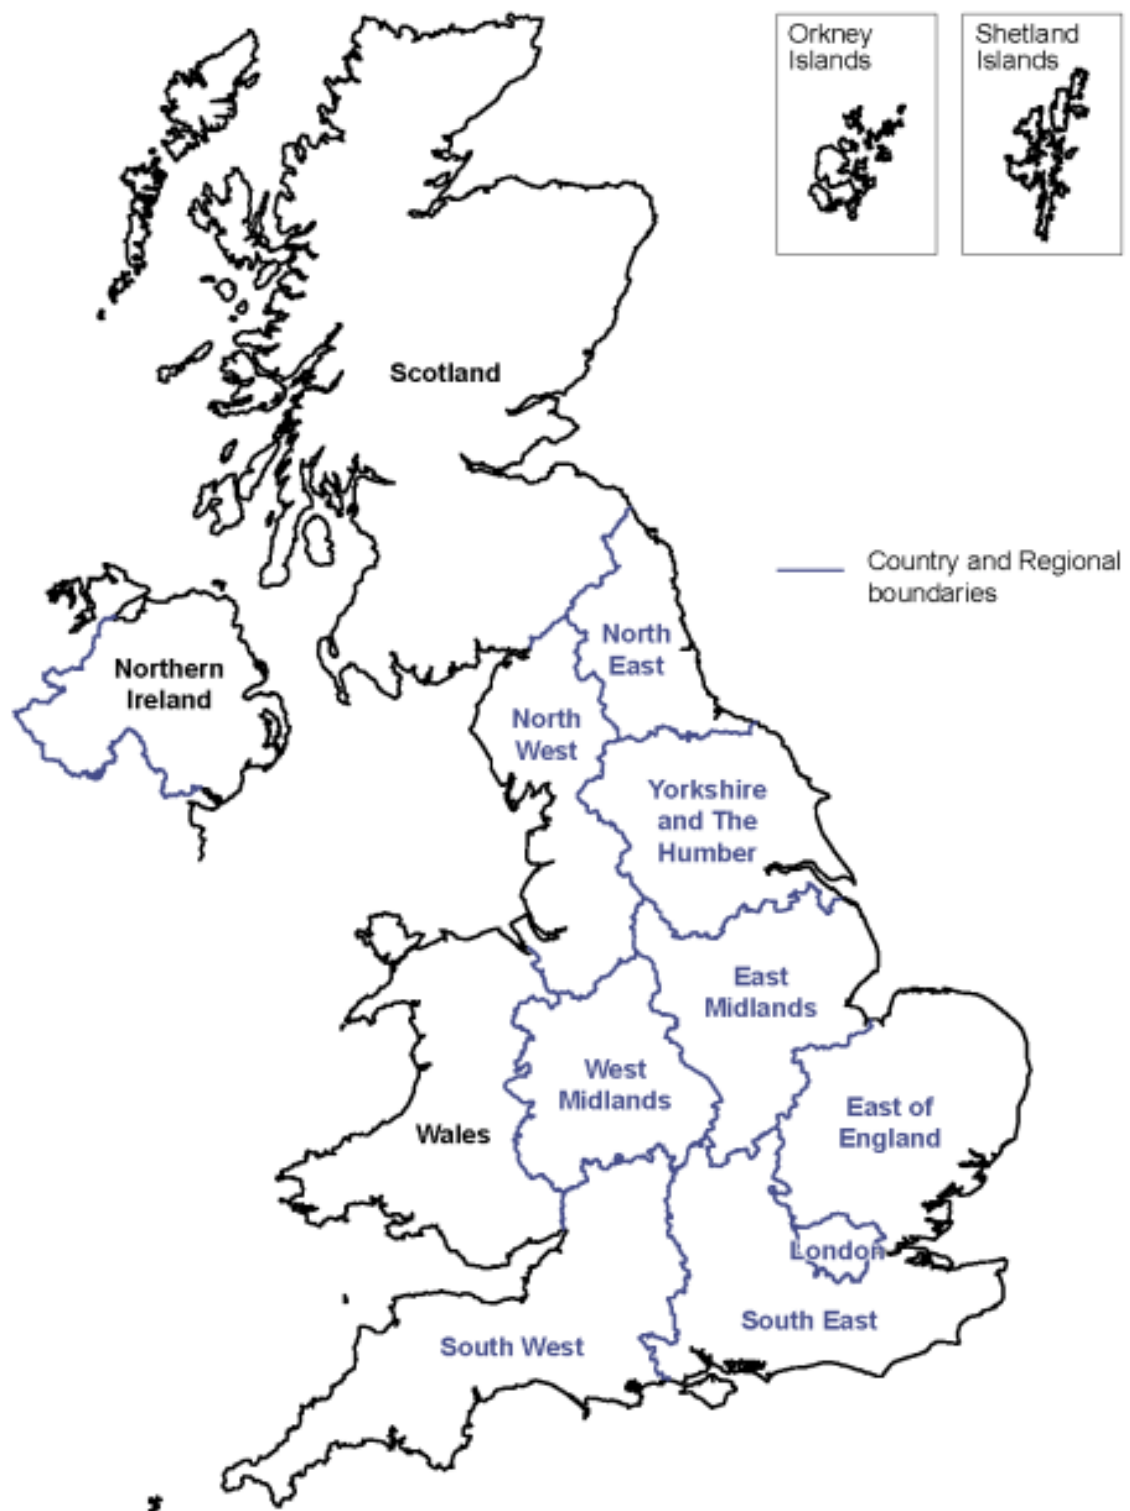 Orkney
Islands
Shetland
Islands
Scotland
Country and Regional
boundaries
North
East
Northern
Ireland
North
West
Yorkshire
and The
Humber
East
Midlands
West
Midlands
East of
England
Wales
London
South East
South West